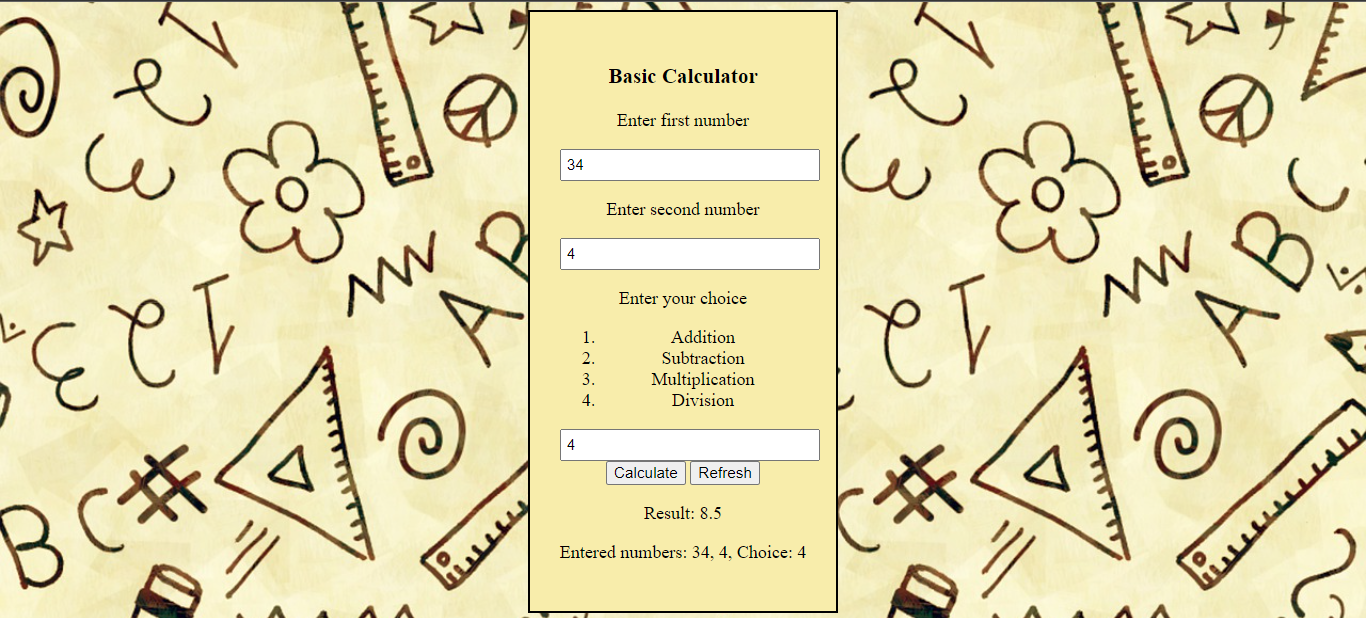 Basic Calculator
Enter first number
34
Enter second number
4
Enter your choice
1. Addition
2. Subtraction
3. Multiplication
4. Division
4
Calculate Refresh
Result: 8.5
Entered numbers: 34, 4, Choice: 4